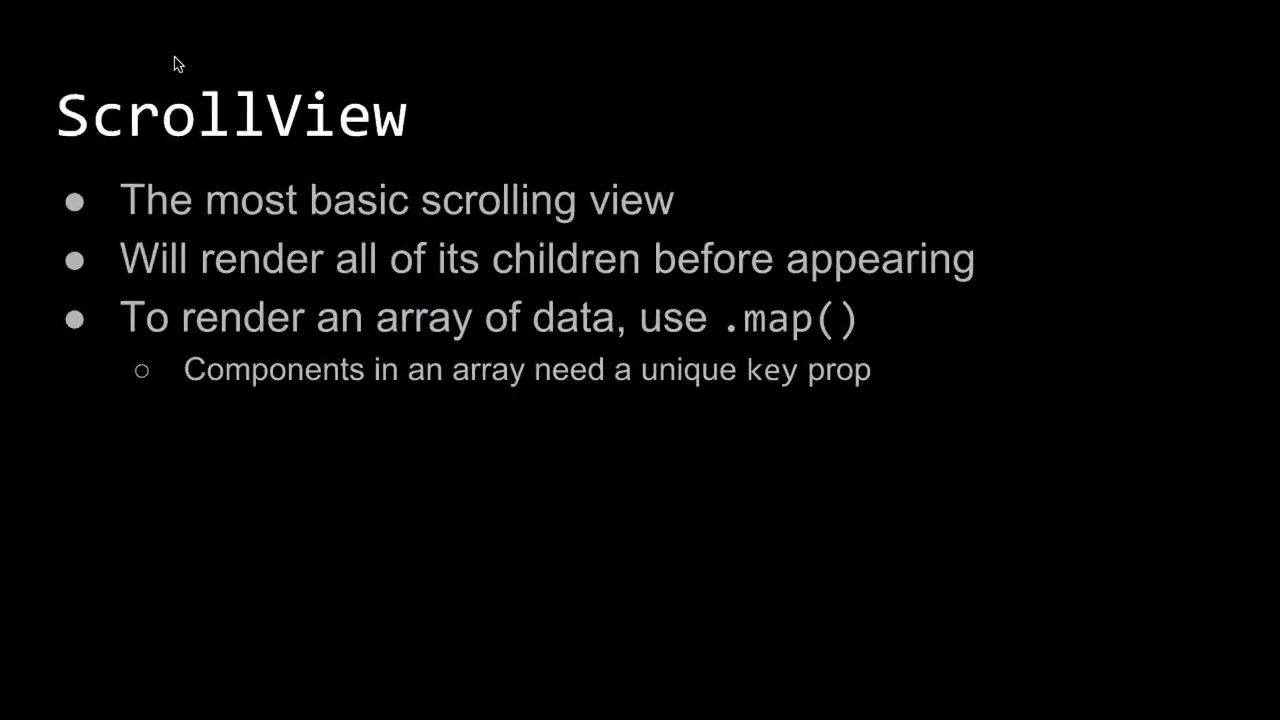 ScrollView
● The most basic scrolling view
● Will render all of its children before appearing
● To render an array of data, use .map()
○ Components in an array need a unique key prop